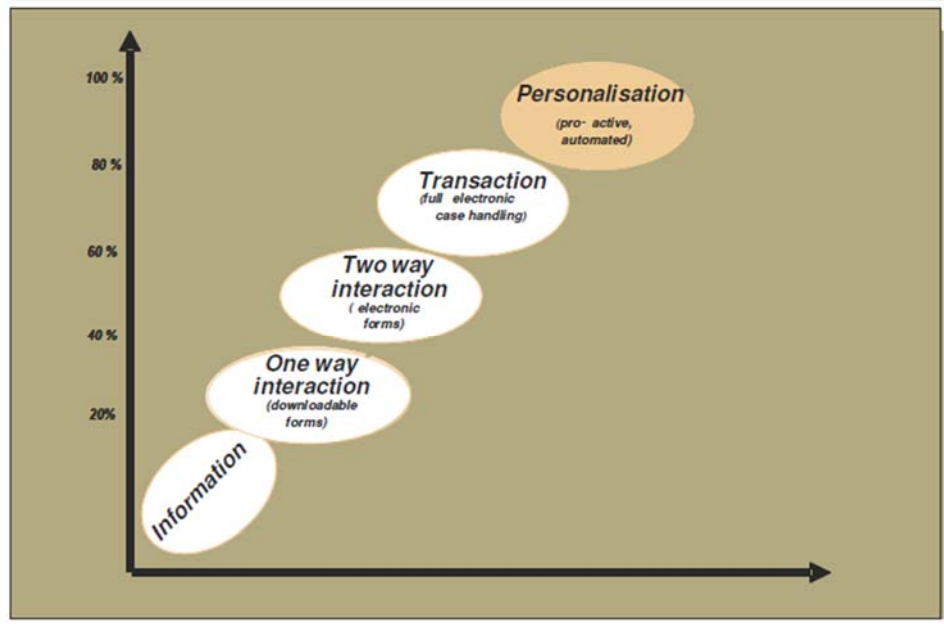 100 %
Personalisation
(pro- active,
automated)
80 %
Transaction
(full electronic
case handling)
60 %
Two way
interaction
( electronic
forms)
40 %
One way
interaction
(downloadable
forms)
20%
Information